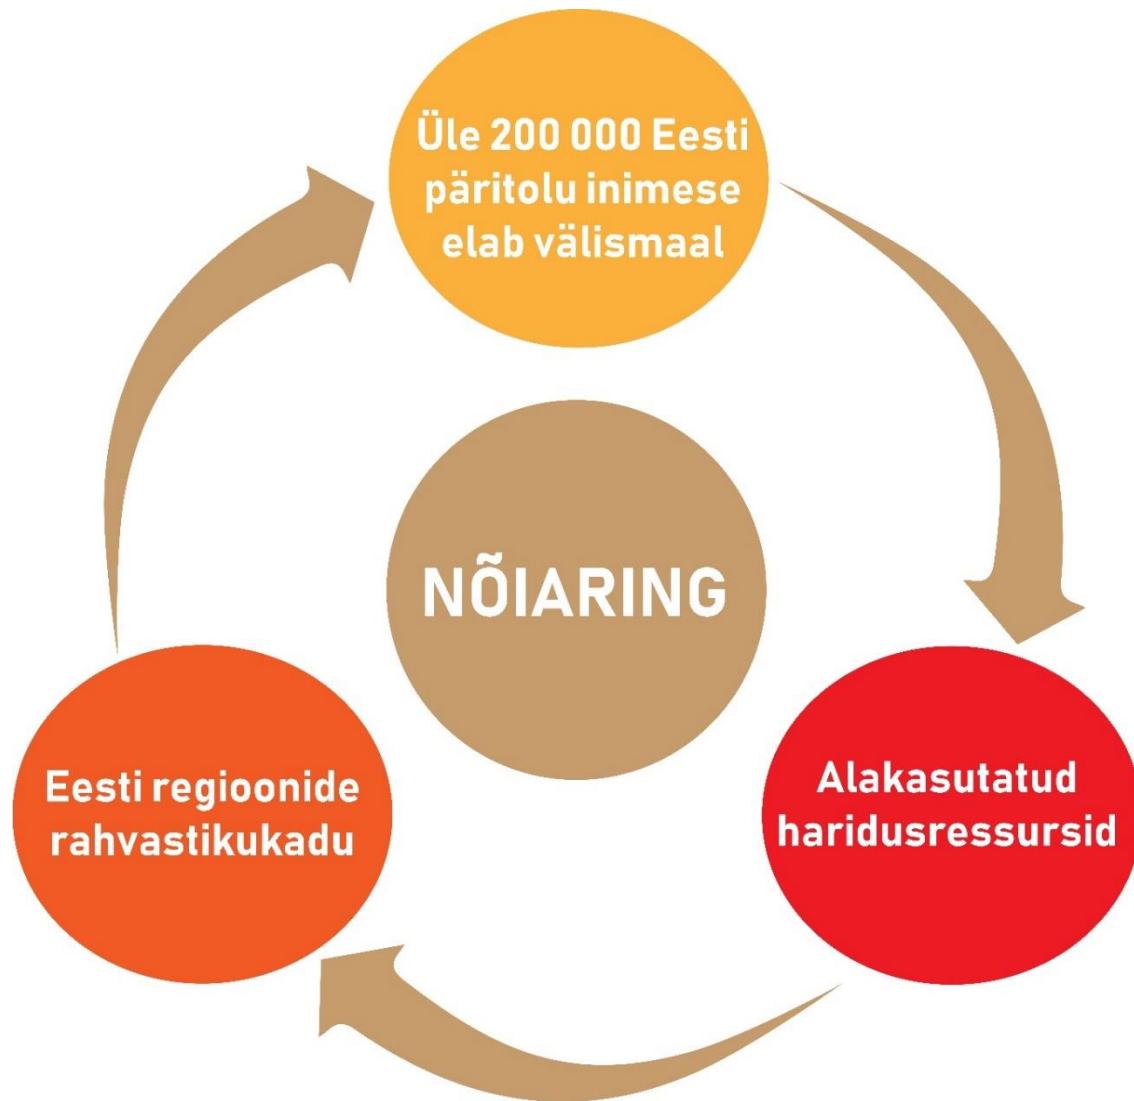 Üle 200 000 Eesti
päritolu inimese
elab välismaal
NÕIARING
Eesti regioonide
rahvastikukadu
Alakasutatud
haridusressursid